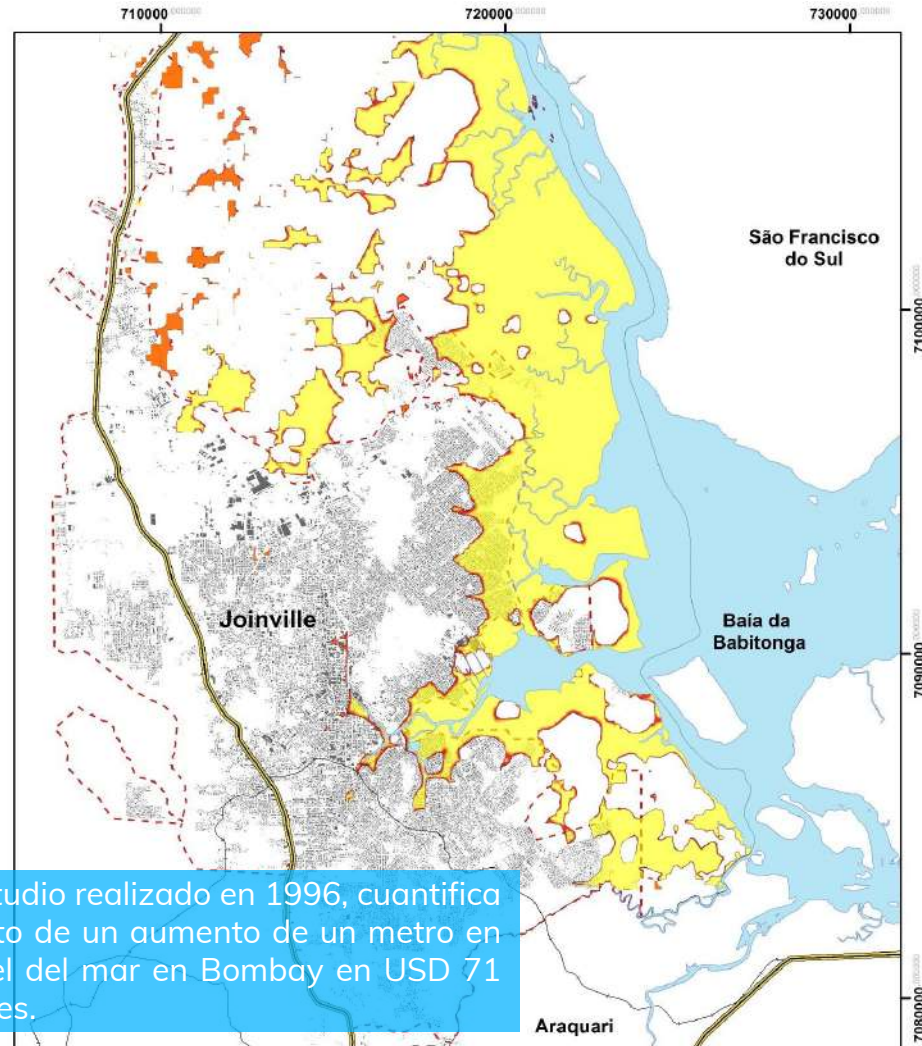 710000
720000
730000
São Francisco
do Sul
7100000
Joinville
Baía da
Babitonga
7090000
tudio realizado en 1996, cuantifica
to de un aumento de un metro en
el del mar en Bombay en USD 71
es.
Araquari
7080000